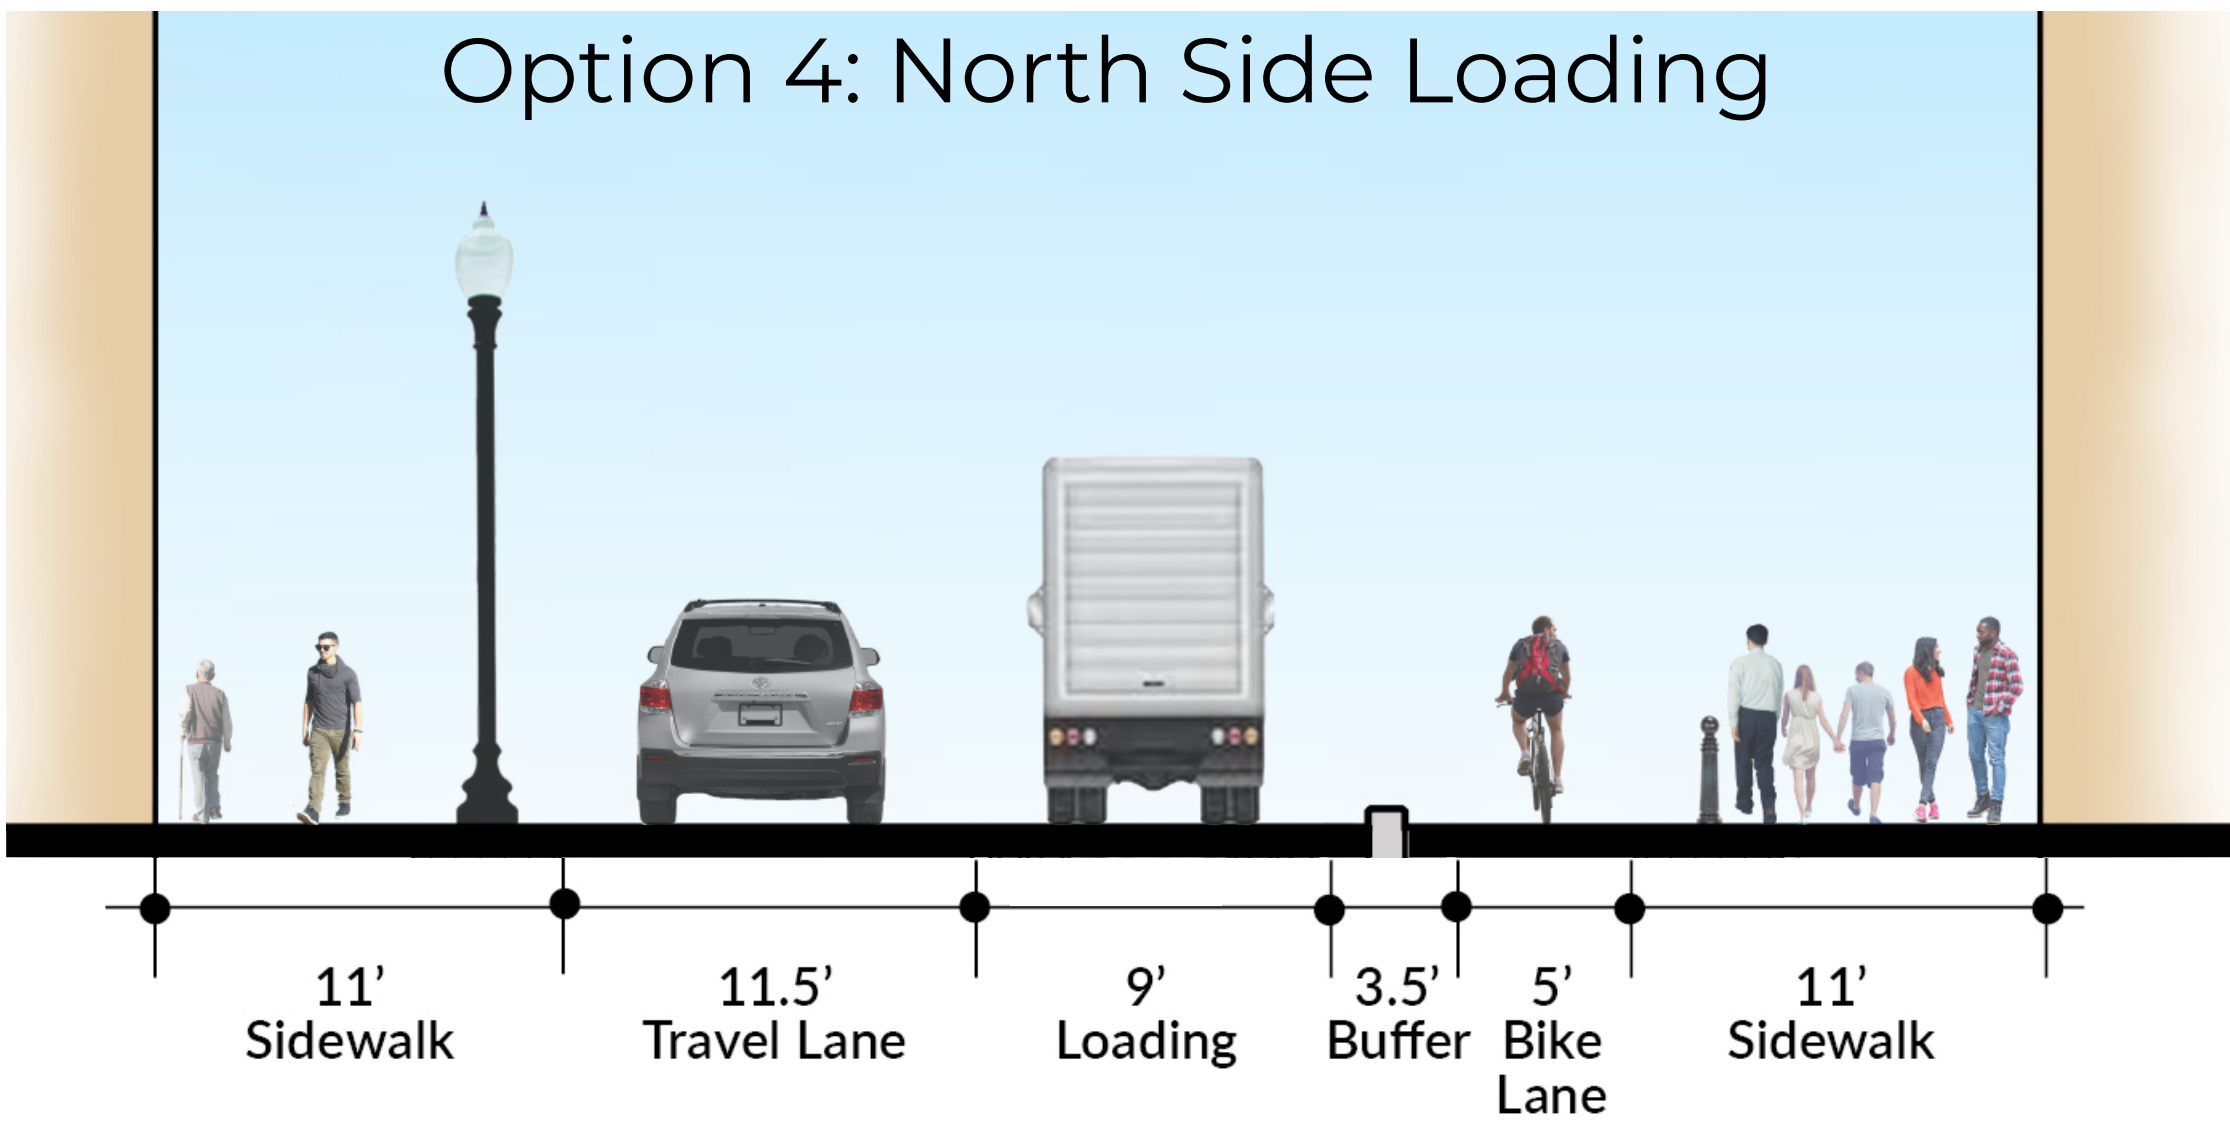 Option 4: North Side Loading
11’
Sidewalk
11.5’
Travel Lane
9’
Loading
3.5’
Buffer
5’
Bike
Lane
11’
Sidewalk